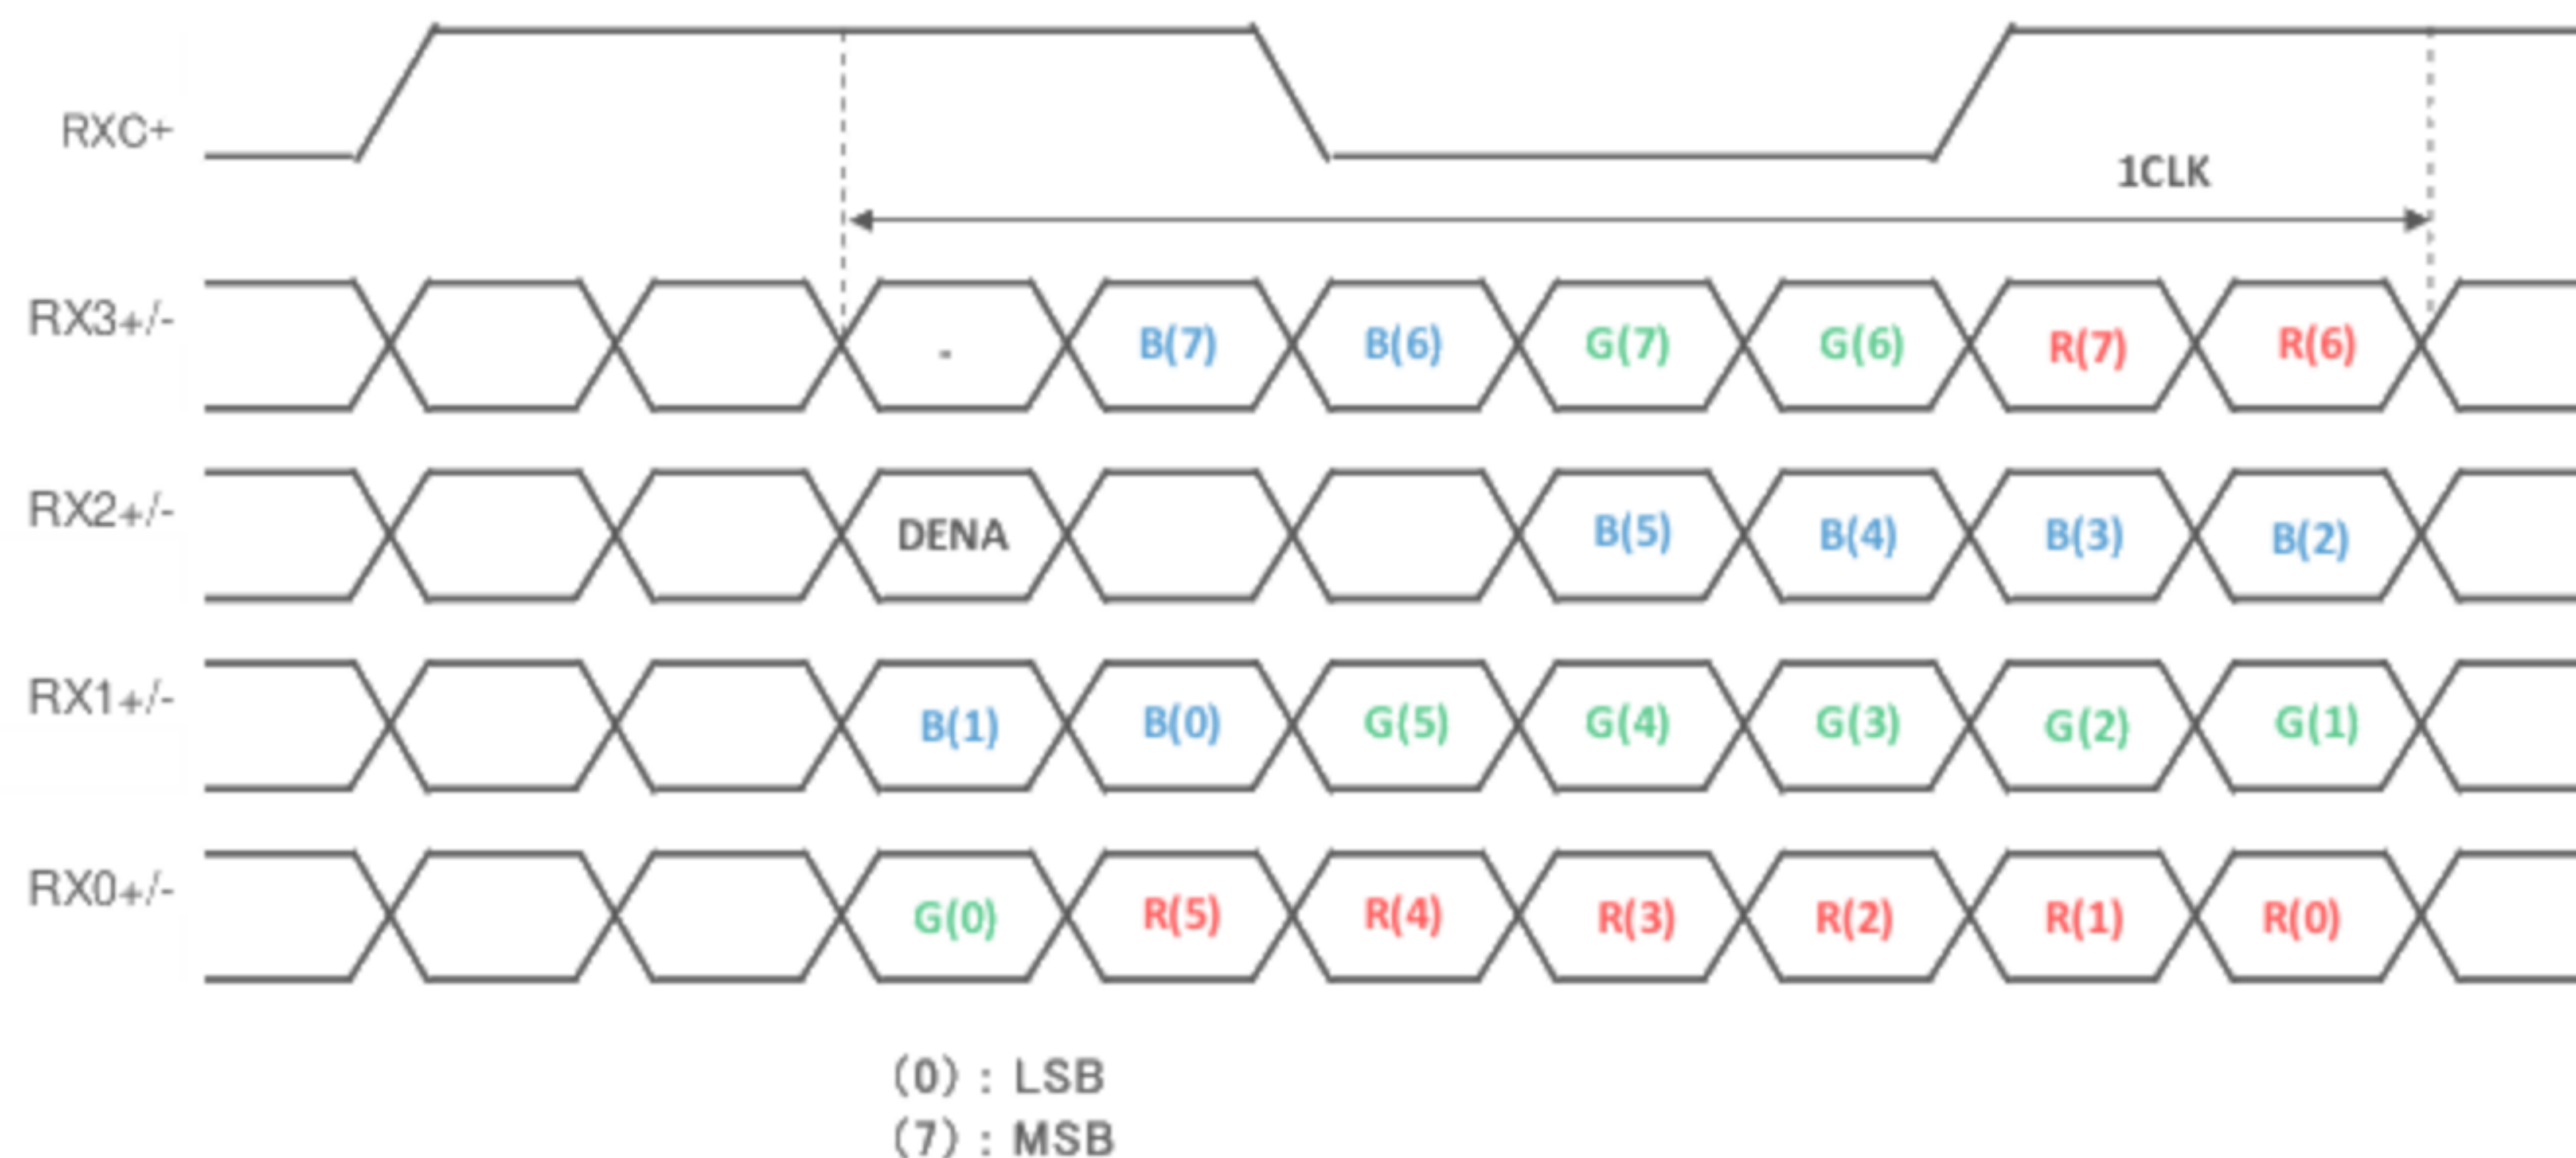 RXC+
1CLK
RX3+/- - B(7) B(6) G(7) G(6) R(7) R(6)
RX2+/- DENA B(5) B(4) B(3) B(2)
RX1+/- B(1) B(0) G(5) G(4) G(3) G(2) G(1)
RX0+/- G(0) R(5) R(4) R(3) R(2) R(1) R(0)
(0) : LSB
(7) : MSB